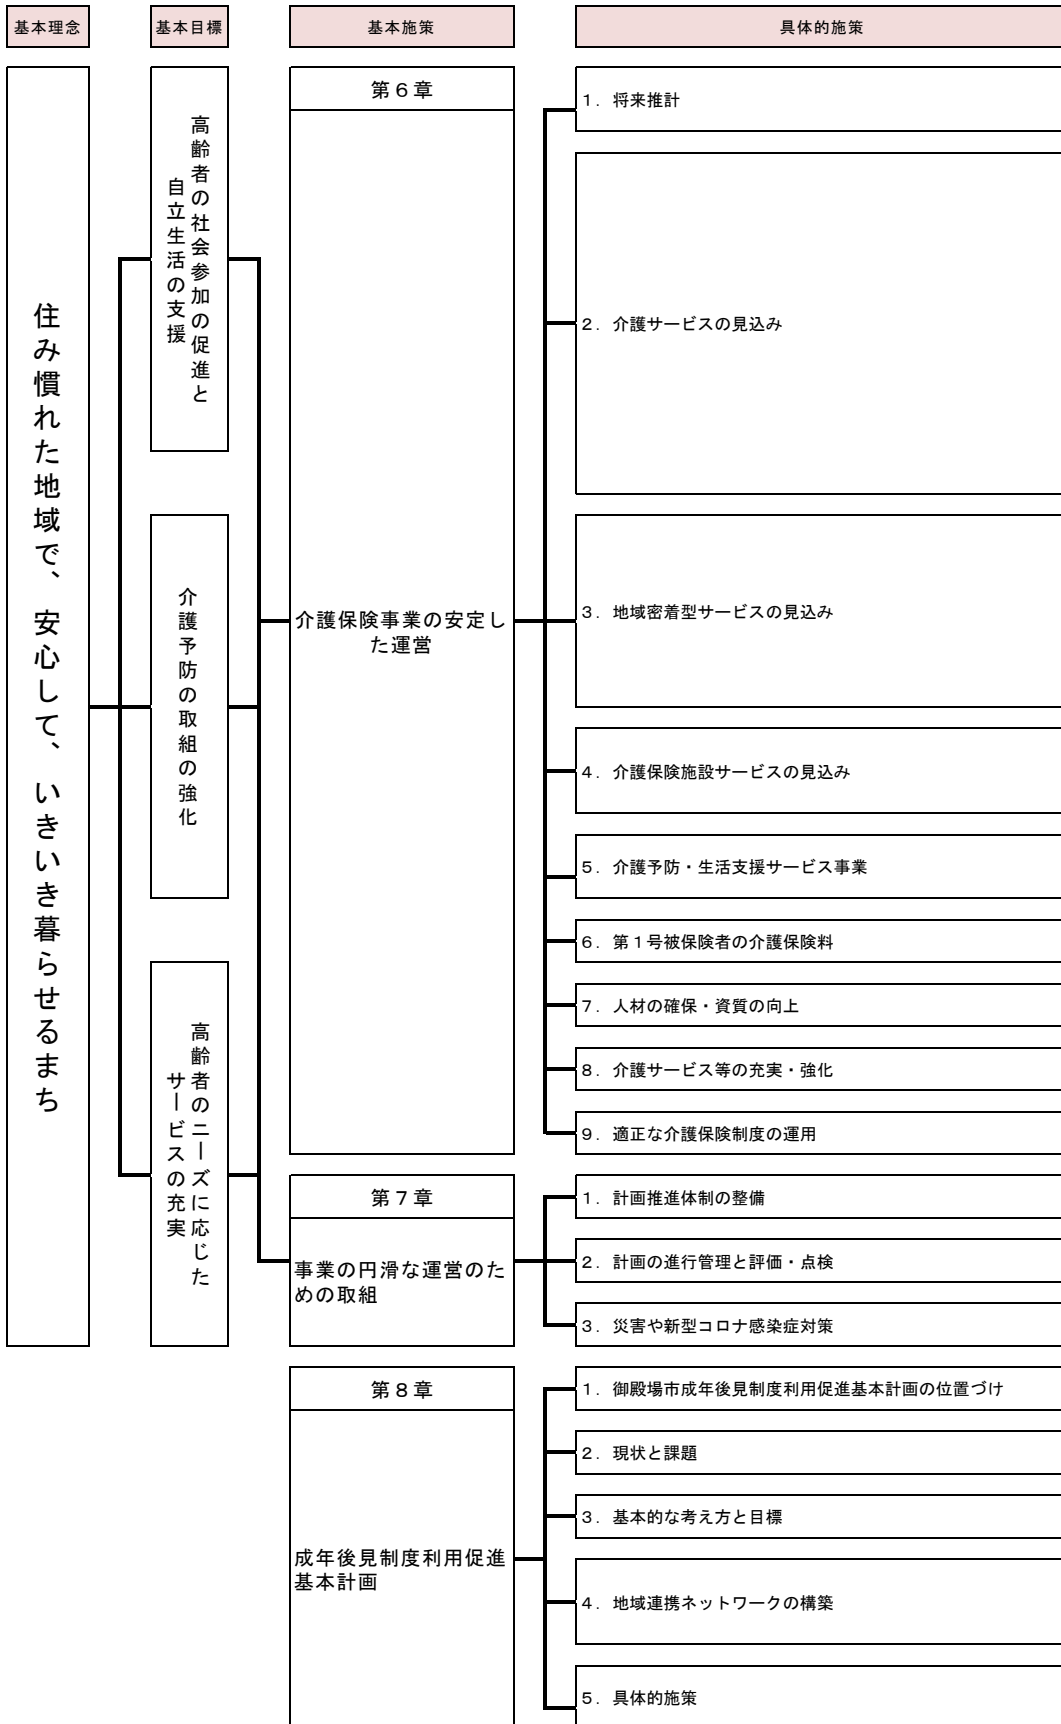 基本理念
基本目標
基本施策
具体的施策
住み慣れた地域で、安心して、いきいき暮らせるまち
高齢者の社会参加の促進と
自立生活の支援
介護予防の取組の強化
高齢者のニーズに応じた
サービスの充実
第６章
介護保険事業の安定し
た運営
１．将来推計
２．介護サービスの見込み
３．地域密着型サービスの見込み
４．介護保険施設サービスの見込み
５．介護予防・生活支援サービス事業
６．第１号被保険者の介護保険料
７．人材の確保・資質の向上
８．介護サービス等の充実・強化
９．適正な介護保険制度の運用
第７章
事業の円滑な運営のた
めの取組
１．計画推進体制の整備
２．計画の進行管理と評価・点検
３．災害や新型コロナ感染症対策
第８章
成年後見制度利用促進
基本計画
１．御殿場市成年後見制度利用促進基本計画の位置づけ
２．現状と課題
３．基本的な考え方と目標
４．地域連携ネットワークの構築
５．具体的施策